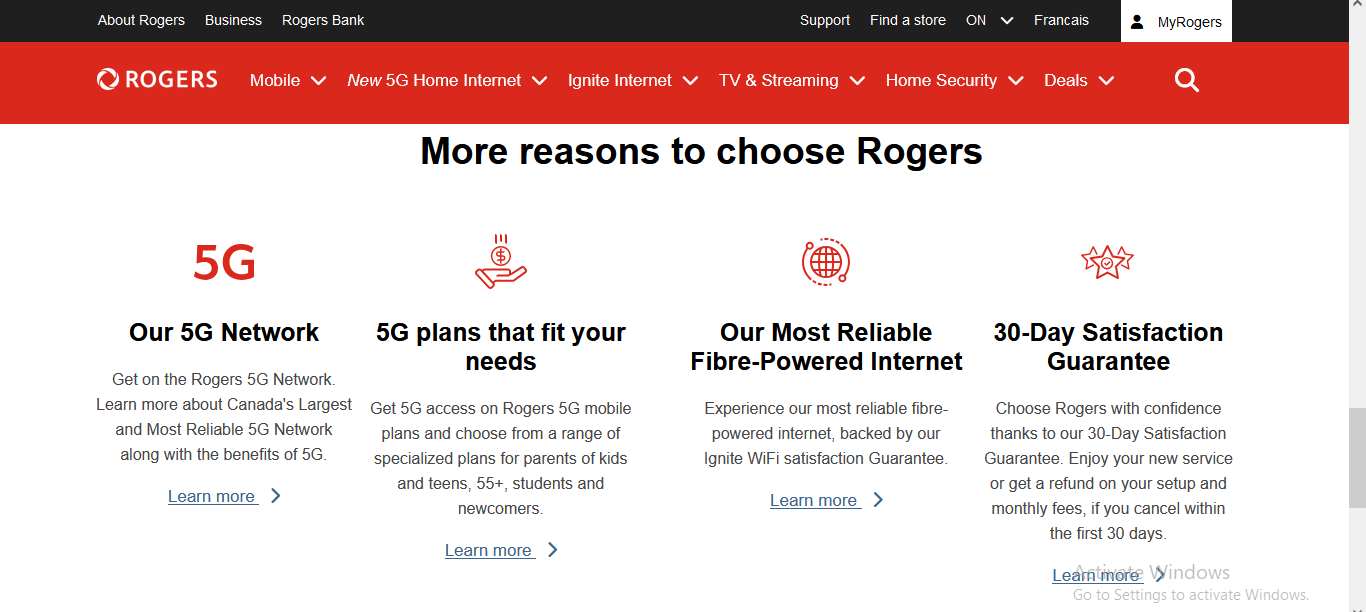 About Rogers Business Rogers Bank Support Find a store ON Francais MyRogers
ROGERS Mobile New 5G Home Internet Ignite Internet TV & Streaming Home Security Deals
More reasons to choose Rogers
5G
Our 5G Network
Get on the Rogers 5G Network.
Learn more about Canada's Largest
and Most Reliable 5G Network
along with the benefits of 5G.
Learn more
$
5G plans that fit your
needs
Get 5G access on Rogers 5G mobile
plans and choose from a range of
specialized plans for parents of kids
and teens, 55+, students and
newcomers.
Learn more
Our Most Reliable
Fibre-Powered Internet
Experience our most reliable fibre-
powered internet, backed by our
Ignite WiFi satisfaction Guarantee.
Learn more
30-Day Satisfaction
Guarantee
Choose Rogers with confidence
thanks to our 30-Day Satisfaction
Guarantee. Enjoy your new service
or get a refund on your setup and
monthly fees, if you cancel within
the first 30 days.
Learn more
Activate Windows
Go to Settings to activate Windows.